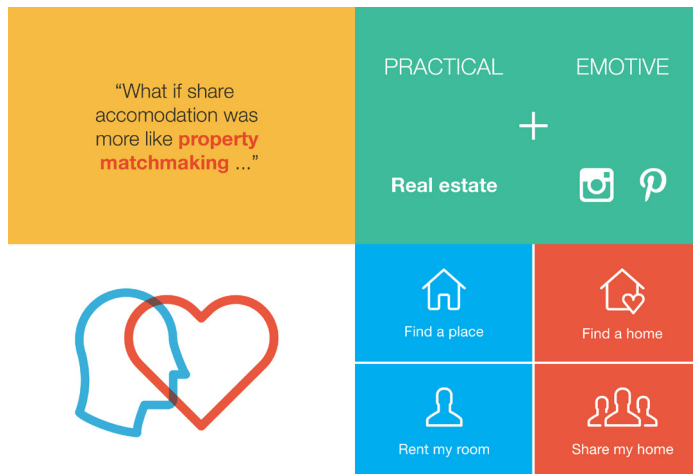 “What if share
accomodation was
more like property
matchmaking ...”
PRACTICAL
EMOTIVE
+
Real estate
Find a place
Find a home
Rent my room
Share my home